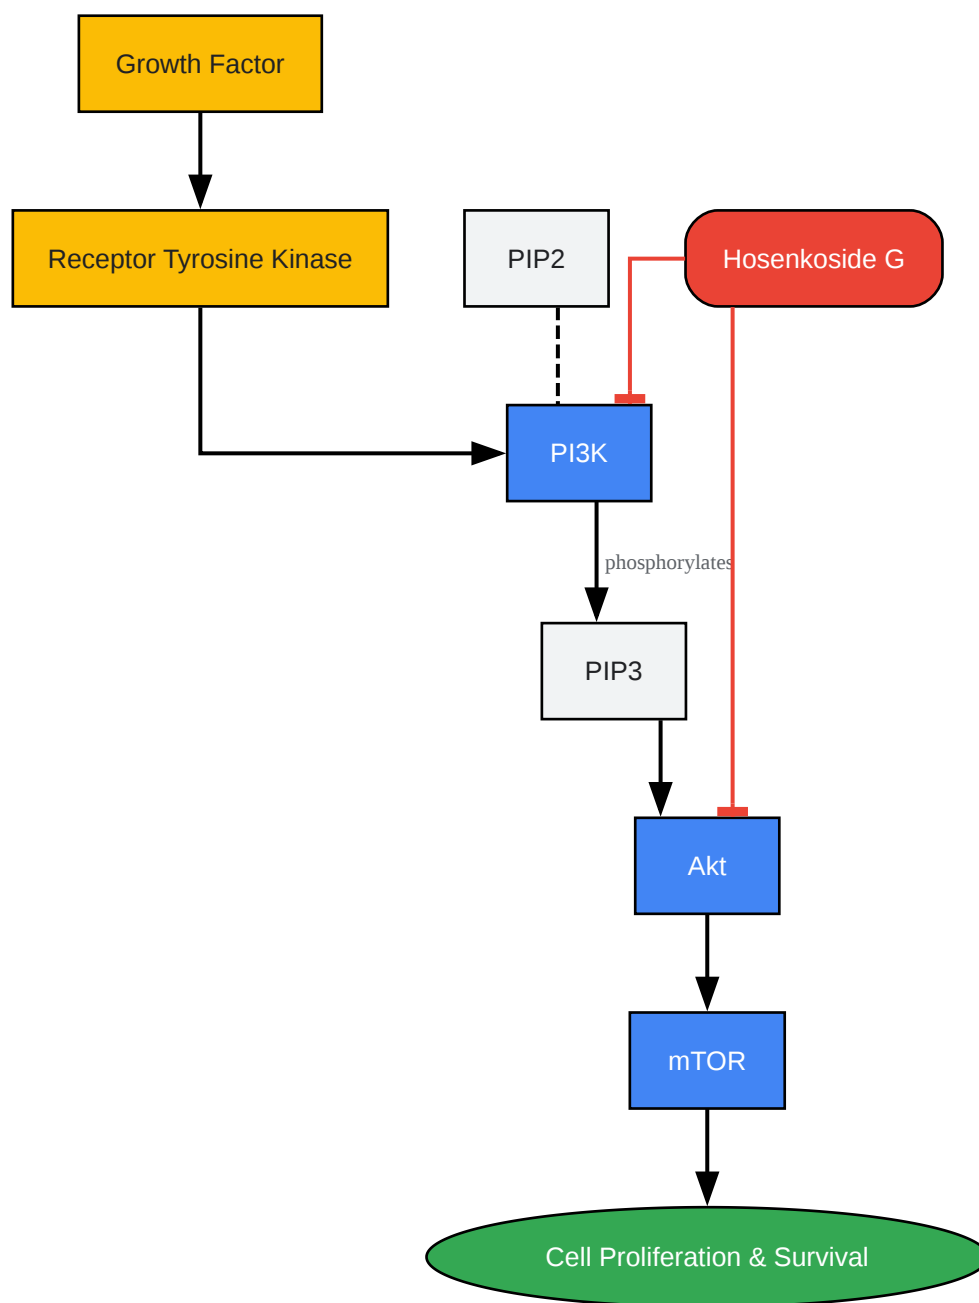 Growth Factor
Receptor Tyrosine Kinase
PIP2
Hosenkoside G
PI3K
phosphorylates
PIP3
Akt
mTOR
Cell Proliferation & Survival